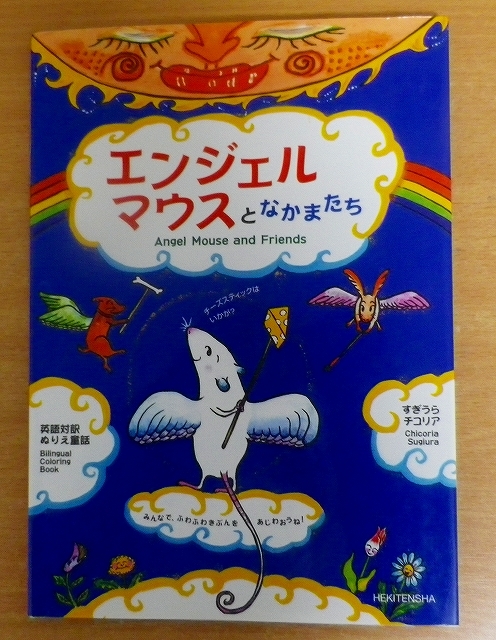 エンジェル
マウスとなかまたち
Angel Mouse and Friends
チーズスティックは
いかが?
英語対訳
ぬりえ童話
Bilingual
Coloring
Book
すぎうら
チコリア
Chicoria
Sugiura
みんなで、ふわふわきぶんを あじわおうね!
HEKITENSHA